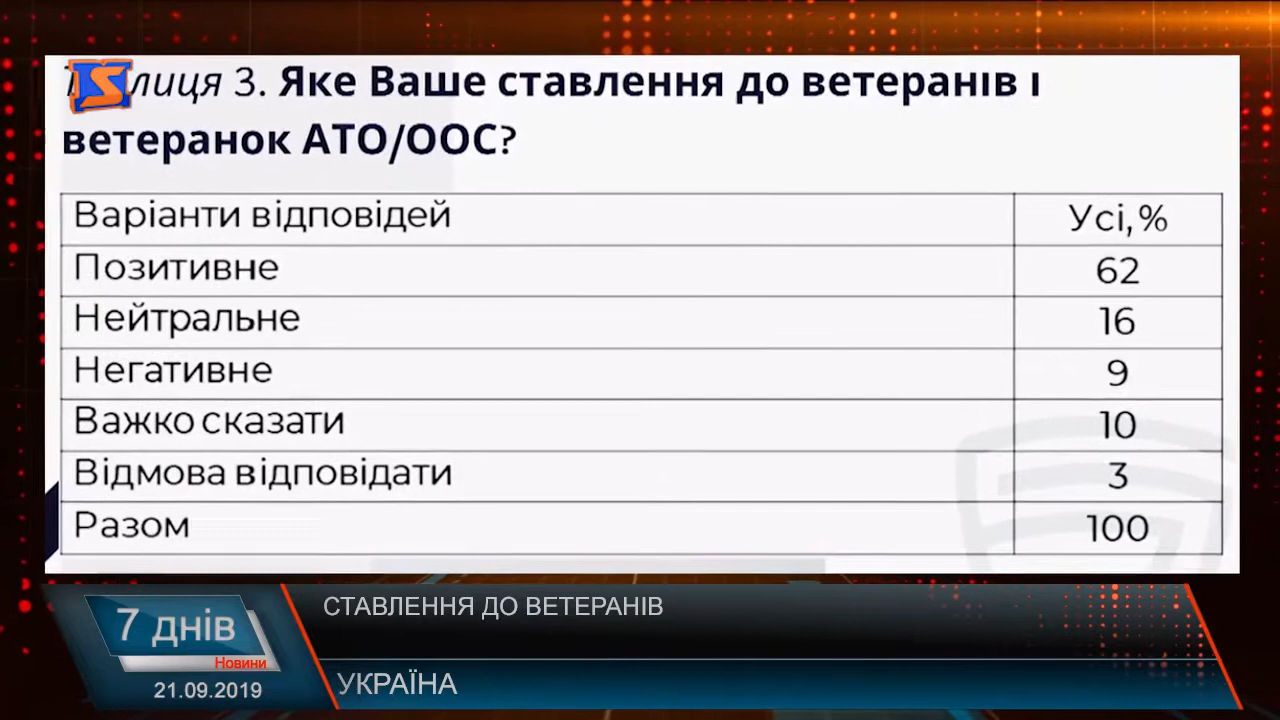 лиця 3. Яке Ваше ставлення до ветеранів і
ветеранок АТО/ООС?
Варіанти відповідей Усі,%
Позитивне 62
Нейтральне 16
Негативне 9
Важко сказати 10
Відмова відповідати 3
Разом 100
7 днів
Новини
21.09.2019
СТАВЛЕННЯ ДО ВЕТЕРАНІВ
УКРАЇНА